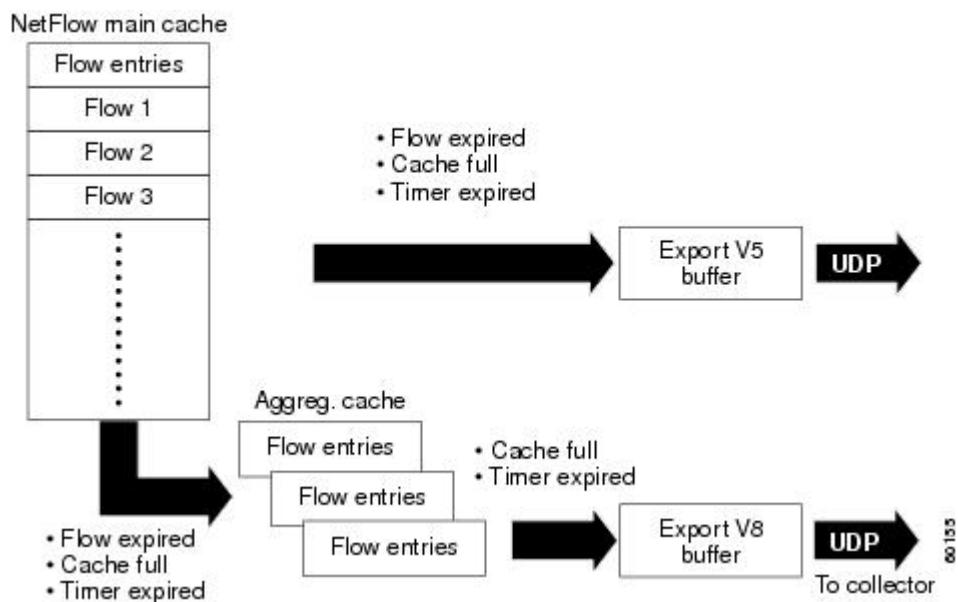 NetFlow main cache
Flow entries
Flow 1
Flow 2
Flow 3
• Flow expired
• Cache full
• Timer expired
Export V5
buffer
UDP
Aggreg. cache
Flow entries
Flow entries
Flow entries
• Flow expired
• Cache full
• Timer expired
• Cache full
• Timer expired
Export V8
buffer
UDP
To collector
60155